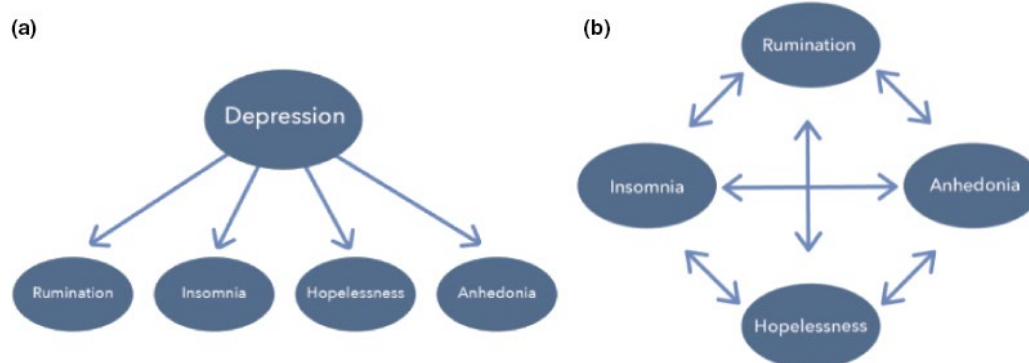 (a)
Depression
Rumination
Insomnia
Hopelessness
Anhedonia
(b)
Rumination
Insomnia
Anhedonia
Hopelessness